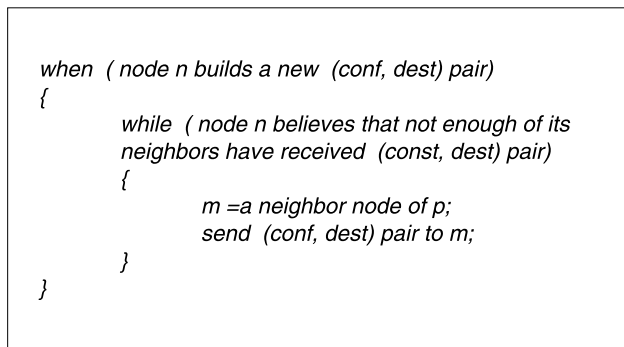 when ( node n builds a new (conf, dest) pair)
{
while ( node n believes that not enough of its
neighbors have received (const, dest) pair)
{
m =a neighbor node of p;
send (conf, dest) pair to m;
}
}